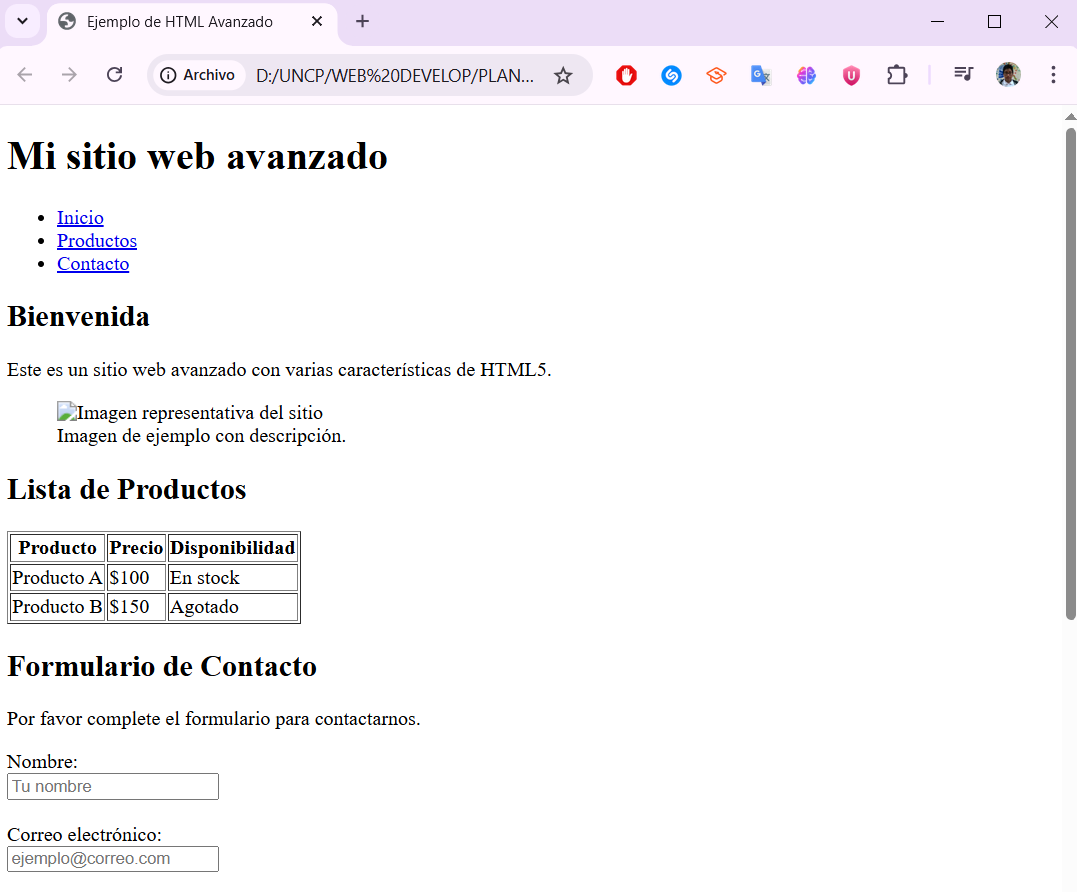 Ejemplo de HTML Avanzado
Archivo D:/UNCP/WEB%20DEVELOP/PLAN...
Mi sitio web avanzado
Inicio
Productos
Contacto
Bienvenida
Este es un sitio web avanzado con varias características de HTML5.
Imagen representativa del sitio
Imagen de ejemplo con descripción.
Lista de Productos
Producto Precio Disponibilidad
Producto A $100 En stock
Producto B $150 Agotado
Formulario de Contacto
Por favor complete el formulario para contactarnos.
Nombre:
Tu nombre
Correo electrónico:
ejemplo@correo.com